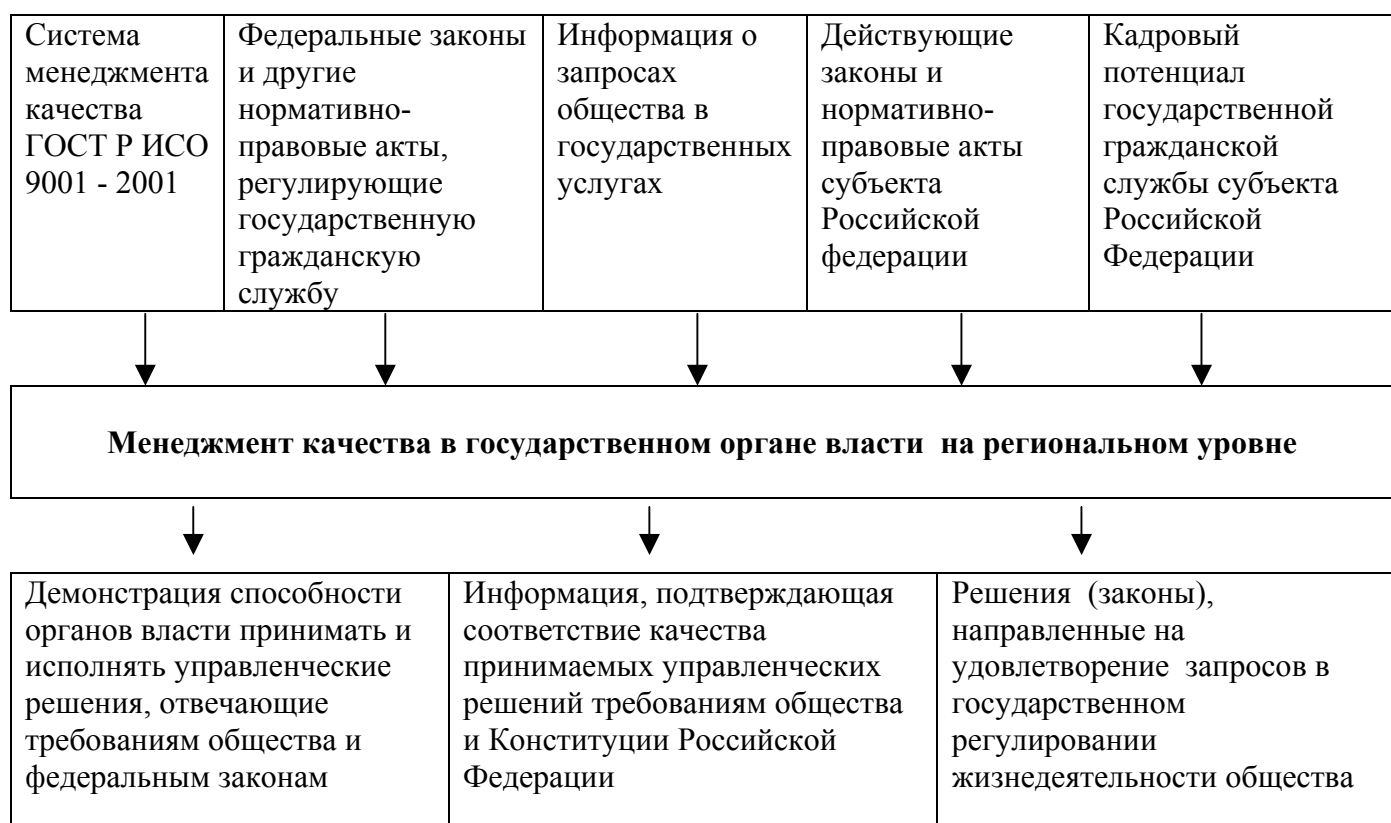 Система
менеджмента
качества
ГОСТ Р ИСО
9001 - 2001
Федеральные законы
и другие
нормативно-
правовые акты,
регулирующие
государственную
гражданскую
службу
Информация о
запросах
общества в
государственных
услугах
Действующие
законы и
нормативно-
правовые акты
субъекта
Российской
федерации
Кадровый
потенциал
государственной
гражданской
службы субъекта
Российской
Федерации
Менеджмент качества в государственном органе власти на региональном уровне
Демонстрация способности
органов власти принимать и
исполнять управленческие
решения, отвечающие
требованиям общества и
федеральным законам
Информация, подтверждающая
соответствие качества
принимаемых управленческих
решений требованиям общества
и Конституции Российской
Федерации
Решения (законы),
направленные на
удовлетворение запросов в
государственном
регулировании
жизнедеятельности общества